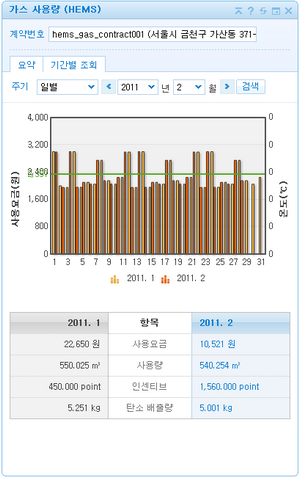 가스 사용량 (HEMS)
계약번호 hems_gas_contract001 (서울시 금천구 가산동 371-
요약 기간별 조회
주기 일별 2011 년 2 월 검색
4,000 0
3,200 0
0
1,600 0
800 0
0 0
사용요금(원)
온도(℃)
1 3 5 7 9 11 13 15 17 19 21 23 25 27 29 31
2011. 1 2011. 2
2011. 1 항목 2011. 2
22,650 원 사용요금 10,521 원
550.025 ㎥ 사용량 540.254 ㎥
450.000 point 인센티브 1,560.000 point
5.251 kg 탄소 배출량 5.001 kg